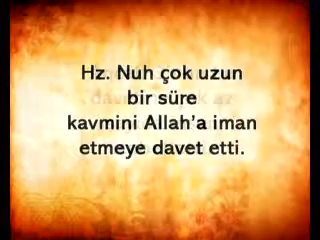 Hz. Nuh çok uzun
bir süre
kavmini Allah'a iman
etmeye davet etti.